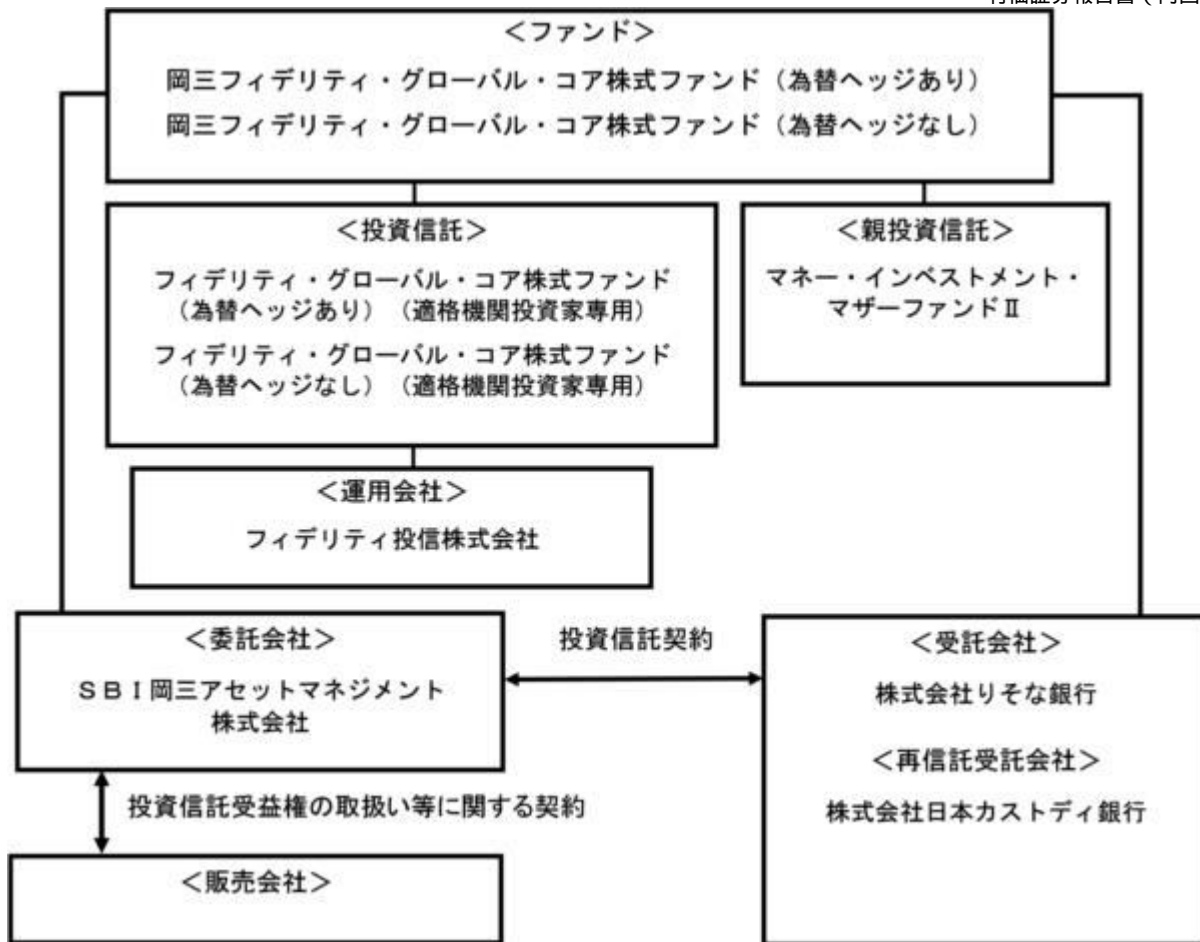 ＜ファンド＞
岡三フィデリティ・グローバル・コア株式ファンド（為替ヘッジあり）
岡三フィデリティ・グローバル・コア株式ファンド（為替ヘッジなし）
＜投資信託＞
フィデリティ・グローバル・コア株式ファンド
（為替ヘッジあり）（適格機関投資家専用）
フィデリティ・グローバル・コア株式ファンド
（為替ヘッジなし）（適格機関投資家専用）
＜親投資信託＞
マネー・インベストメント・
マザーファンドⅡ
＜運用会社＞
フィデリティ投信株式会社
＜委託会社＞
ＳＢＩ岡三アセットマネジメント
株式会社
投資信託契約
＜受託会社＞
株式会社りそな銀行
＜再信託受託会社＞
株式会社日本カストディ銀行
投資信託受益権の取扱い等に関する契約
＜販売会社＞